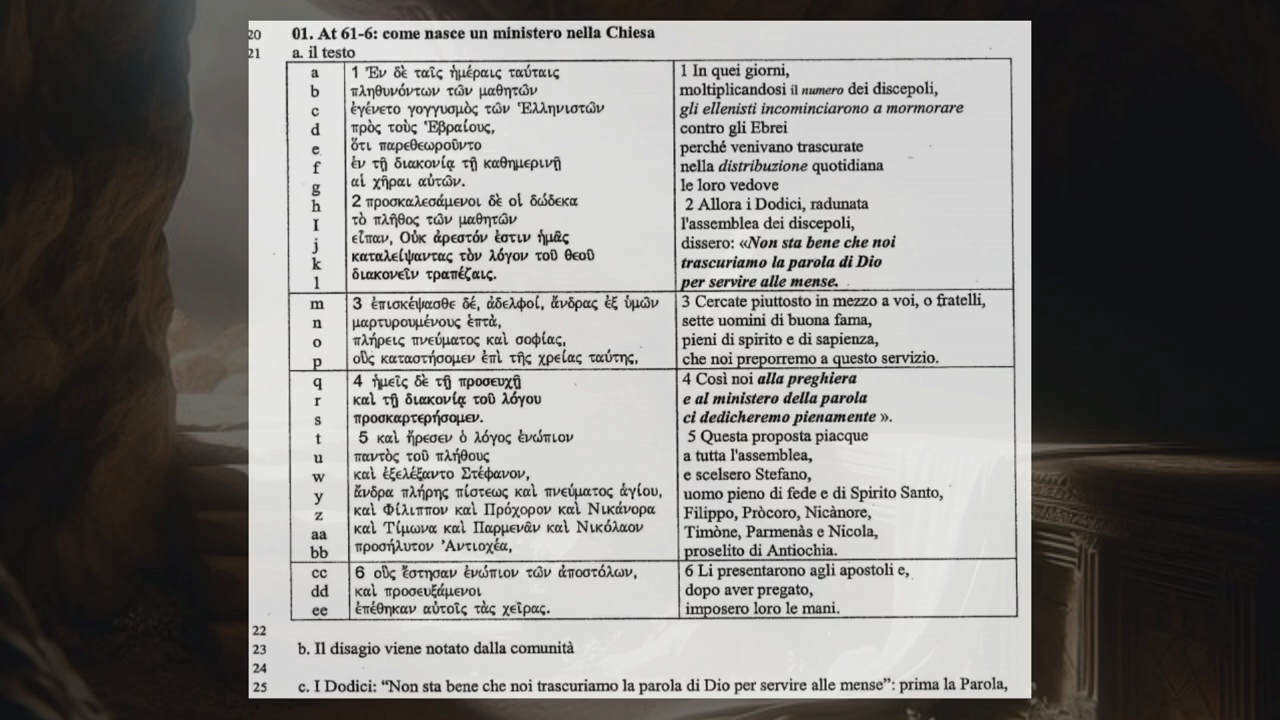 20 01. At 61-6: come nasce un ministero nella Chiesa
21 a. il testo
a 1 Ἐν δὲ ταῖς ἡμέραις ταύταις 1 In quei giorni,
b πληθυνόντων τῶν μαθητῶν moltiplicandosi il numero dei discepoli,
c ἐγένετο γογγυσμὸς τῶν Ἑλληνιστῶν gli ellenisti incominciarono a mormorare
d πρὸς τοὺς Ἑβραίους, contro gli Ebrei
e ὅτι παρεθεωροῦντο perché venivano trascurate
f ἐν τῇ διακονίᾳ τῇ καθημερινῇ nella distribuzione quotidiana
g αἱ χῆραι αὐτῶν. le loro vedove
h 2 προσκαλεσάμενοι δὲ οἱ δώδεκα 2 Allora i Dodici, radunata
I τὸ πλῆθος τῶν μαθητῶν l'assemblea dei discepoli,
j εἶπαν, Οὐκ ἀρεστόν ἐστιν ἡμᾶς dissero: «Non sta bene che noi
k καταλείψαντας τὸν λόγον τοῦ θεοῦ trascuriamo la parola di Dio
l διακονεῖν τραπέζαις. per servire alle mense.
m 3 ἐπισκέψασθε δέ, ἀδελφοί, ἄνδρας ἐξ ὑμῶν 3 Cercate piuttosto in mezzo a voi, o fratelli,
n μαρτυρουμένους ἑπτὰ, sette uomini di buona fama,
o πλήρεις πνεύματος καὶ σοφίας, pieni di spirito e di sapienza,
p οὓς καταστήσομεν ἐπὶ τῆς χρείας ταύτης, che noi preporremo a questo servizio.
q 4 ἡμεῖς δὲ τῇ προσευχῇ 4 Così noi alla preghiera
r καὶ τῇ διακονίᾳ τοῦ λόγου e al ministero della parola
s προσκαρτερήσομεν. ci dedicheremo pienamente ».
t 5 καὶ ἤρεσεν ὁ λόγος ἐνώπιον 5 Questa proposta piacque
u παντὸς τοῦ πλήθους a tutta l'assemblea,
w καὶ ἐξελέξαντο Στέφανον, e scelsero Stefano,
y ἄνδρα πλήρης πίστεως καὶ πνεύματος ἁγίου, uomo pieno di fede e di Spirito Santo,
z καὶ Φίλιππον καὶ Πρόχορον καὶ Νικάνορα Filippo, Pròcoro, Nicànore,
aa καὶ Τίμωνα καὶ Παρμενᾶν καὶ Νικόλαον Timòne, Parmenàs e Nicola,
bb προσήλυτον Ἀντιοχέα, proselito di Antiochia.
cc 6 οὓς ἔστησαν ἐνώπιον τῶν ἀποστόλων, 6 Li presentarono agli apostoli e,
dd καὶ προσευξάμενοι dopo aver pregato,
ee ἐπέθηκαν αὐτοῖς τὰς χεῖρας. imposero loro le mani.
22
23 b. Il disagio viene notato dalla comunità
24
25 c. I Dodici: “Non sta bene che noi trascuriamo la parola di Dio per servire alle mense”: prima la Parola,